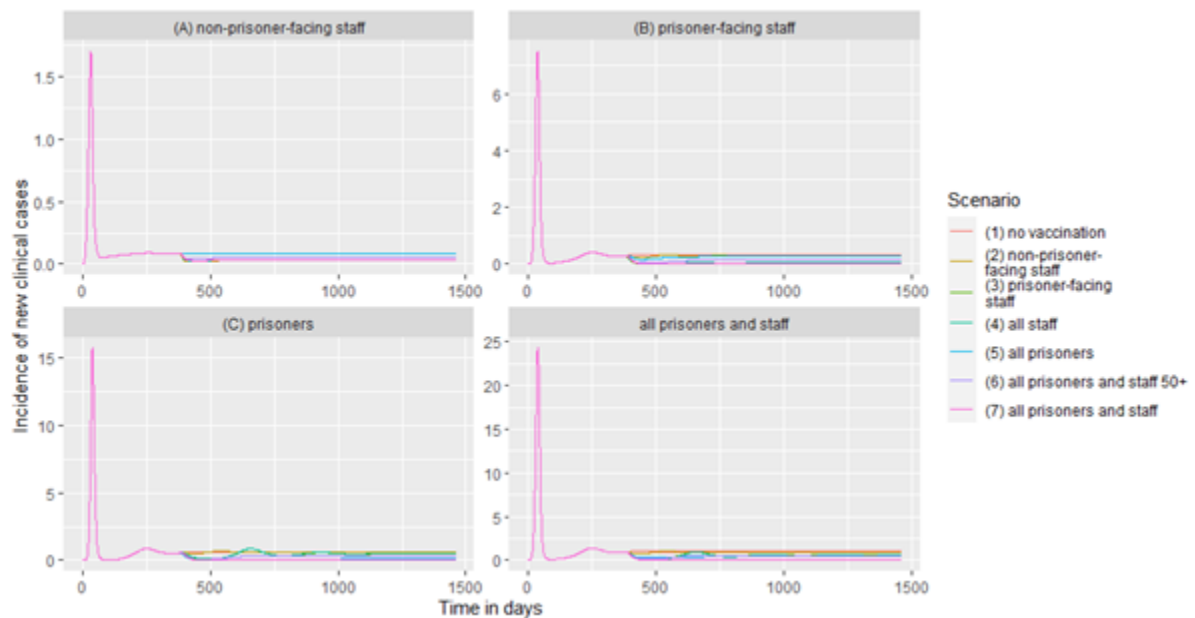 (A) non-prisoner-facing staff
(B) prisoner-facing staff
1.5
1.0
0.5
0.0
0
500
1000
1500
6
4
2
0
0
500
1000
1500
(C) prisoners
all prisoners and staff
15
10
5
0
0
500
1000
1500
25
20
15
10
5
0
0
500
1000
1500
Incidence of new clinical cases
Time in days
Scenario
(1) no vaccination
(2) non-prisoner-
facing staff
(3) prisoner-facing
staff
(4) all staff
(5) all prisoners
(6) all prisoners and staff 50+
(7) all prisoners and staff